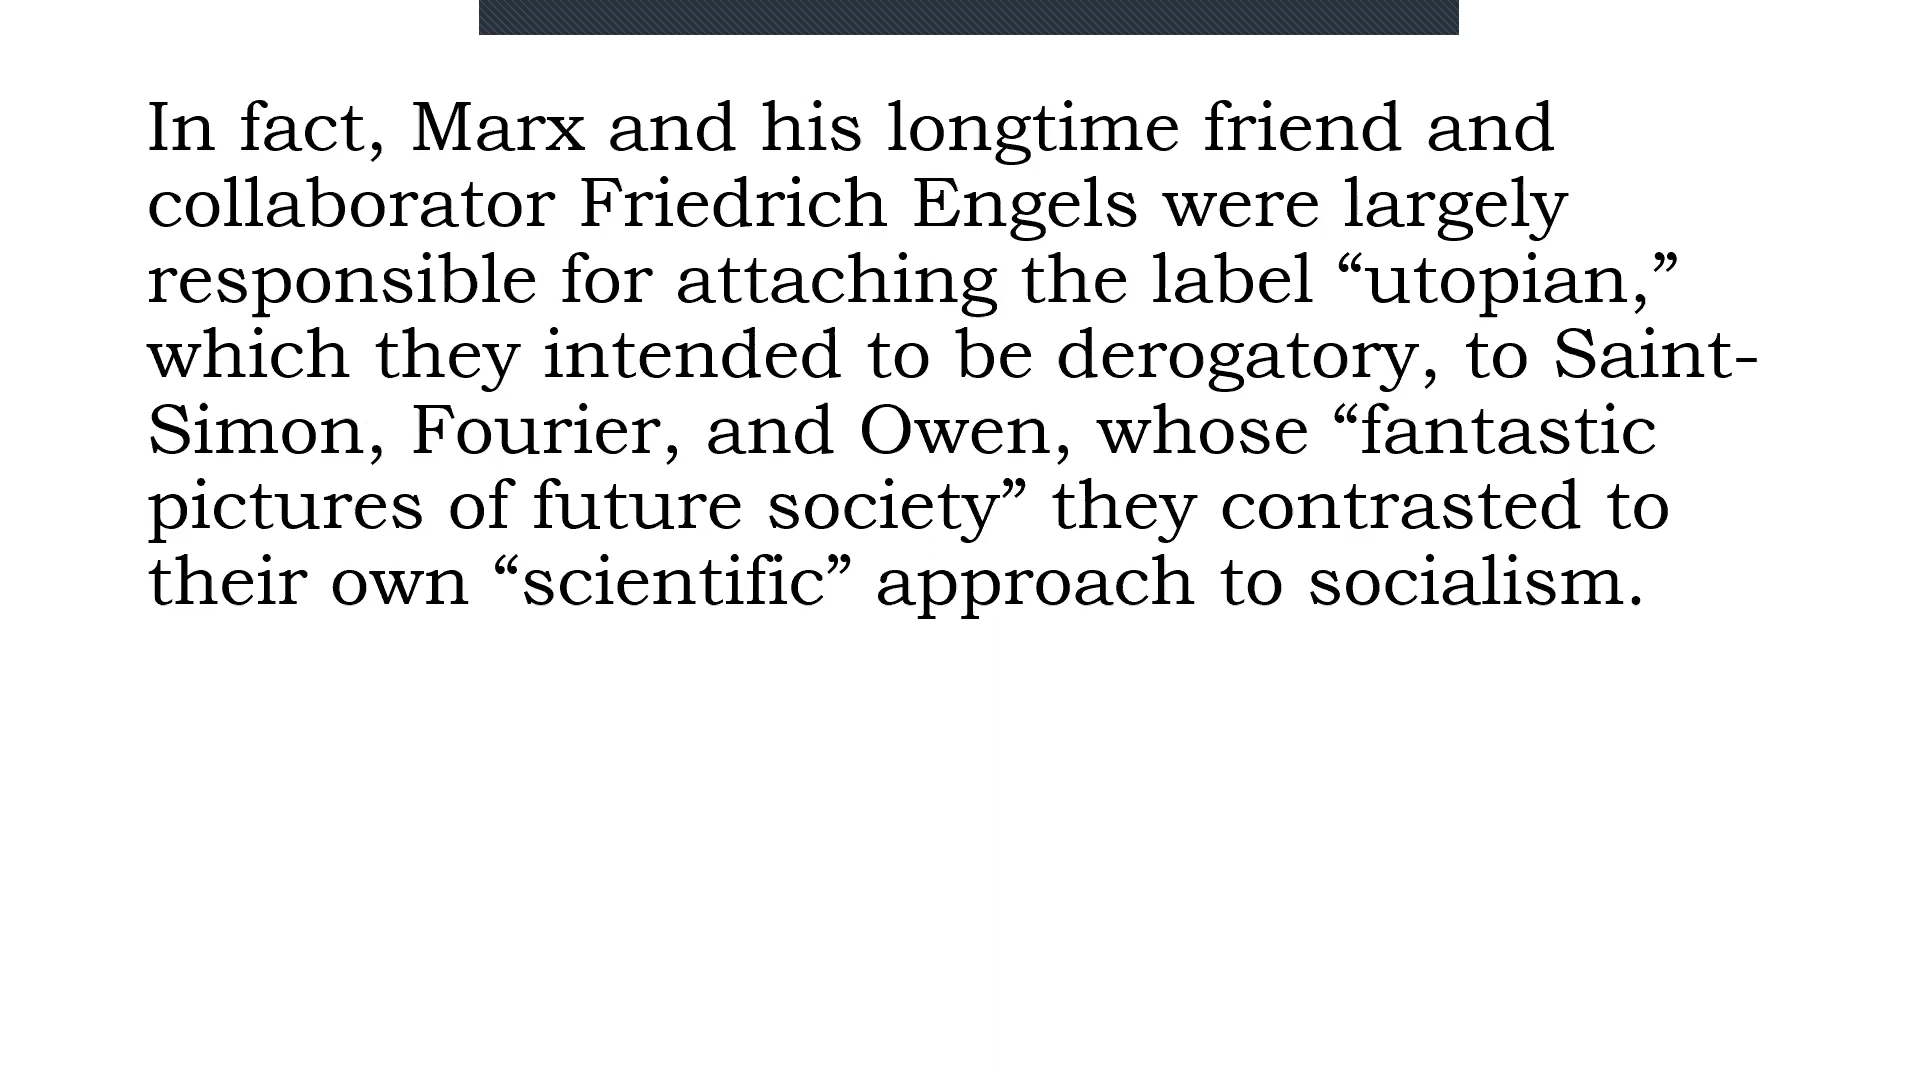 In fact, Marx and his longtime friend and
collaborator Friedrich Engels were largely
responsible for attaching the label “utopian,”
which they intended to be derogatory, to Saint-
Simon, Fourier, and Owen, whose “fantastic
pictures of future society” they contrasted to
their own “scientific” approach to socialism.